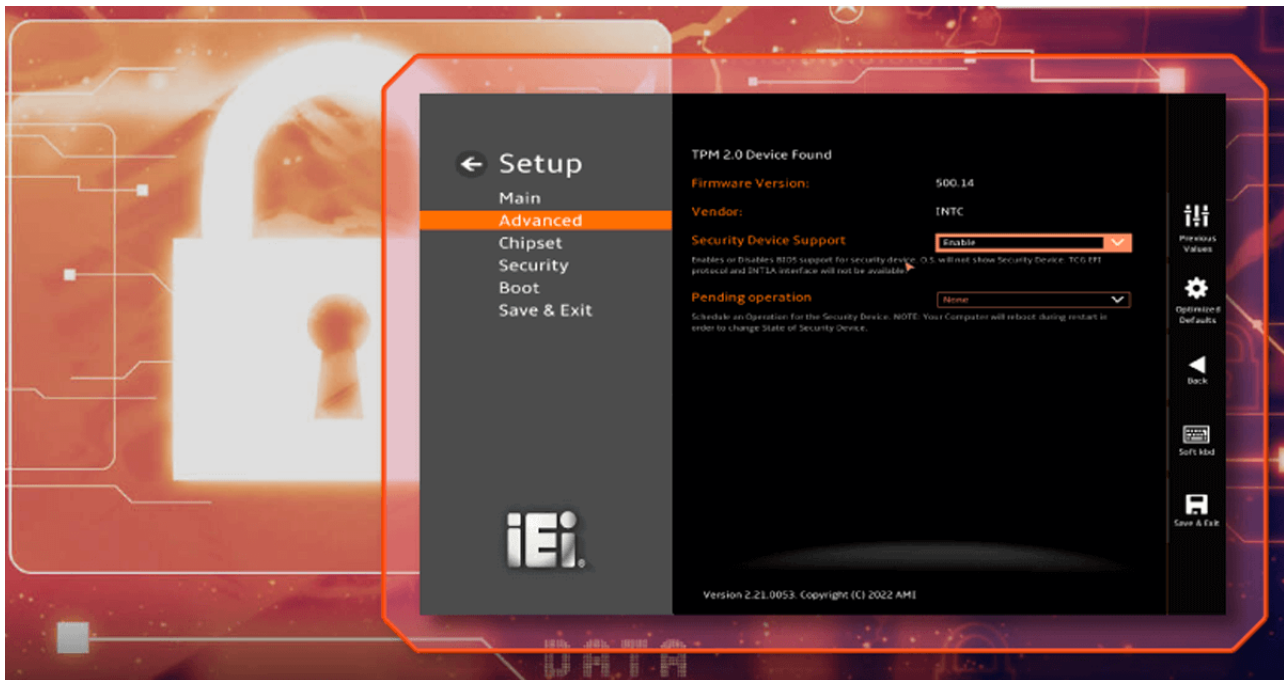 Setup
Main
Advanced
Chipset
Security
Boot
Save & Exit
iEi®
TPM 2.0 Device Found
Firmware Version: 500.14
Vendor: INTC
Security Device Support Enable
Enables or Disables BIOS support for security device. O.S. will not show Security Device. TCG EFI
protocol and INT1A interface will not be available.
Pending operation None
Schedule an Operation for the Security Device. NOTE: Your Computer will reboot during restart in
order to change State of Security Device.
Version 2.21.0053. Copyright (C) 2022 AMI
Previous
Values
Optimized
Defaults
Back
Soft kbd
Save & Exit
DATA